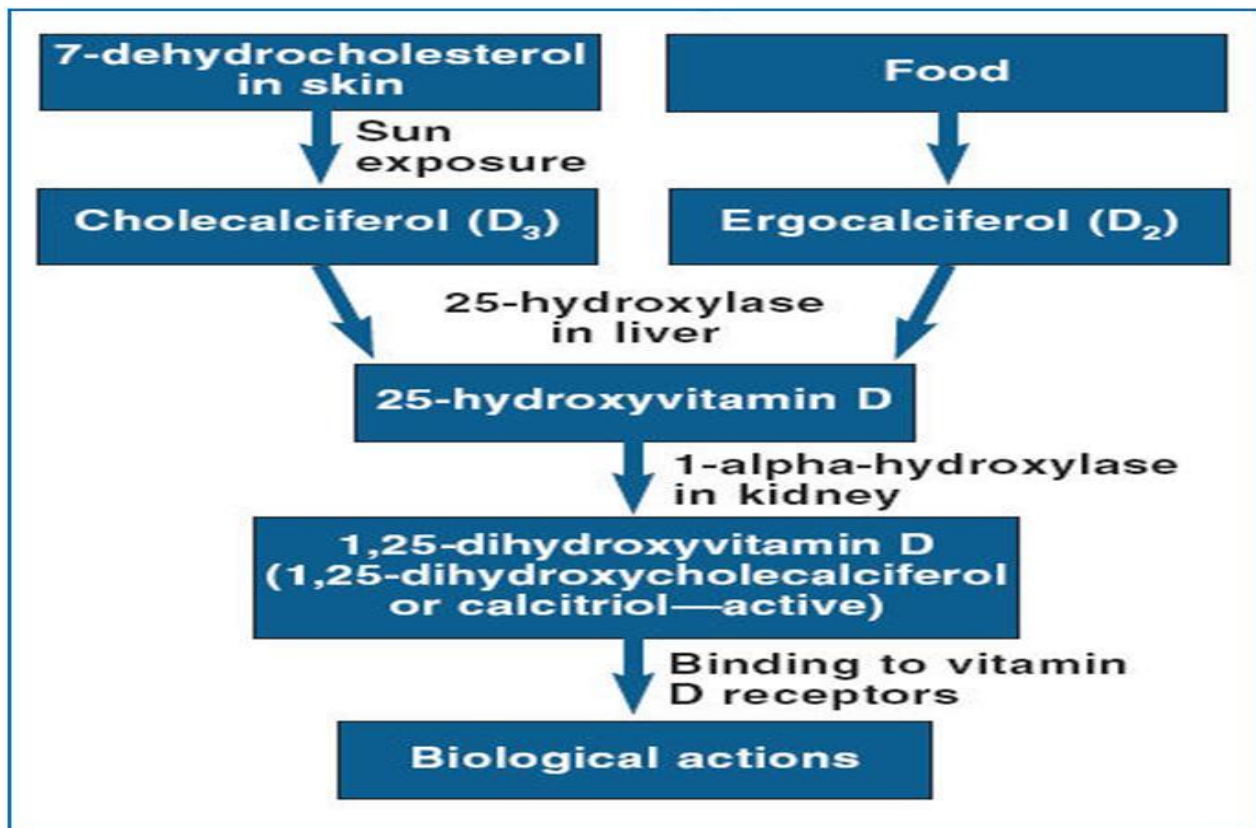 7-dehydrocholesterol
in skin
Food
Sun
exposure
Cholecalciferol (D₃)
Ergocalciferol (D₂)
25-hydroxylase
in liver
25-hydroxyvitamin D
1-alpha-hydroxylase
in kidney
1,25-dihydroxyvitamin D
(1,25-dihydroxycholecalciferol
or calcitriol—active)
Binding to vitamin
D receptors
Biological actions